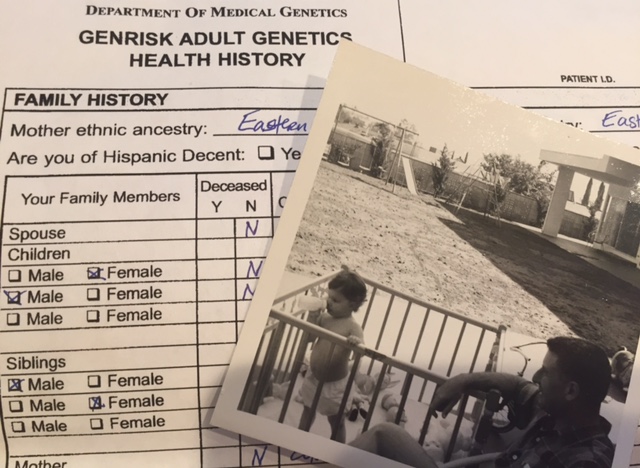 DEPARTMENT OF MEDICAL GENETICS
GENRISK ADULT GENETICS
HEALTH HISTORY
PATIENT I.D.
FAMILY HISTORY
Mother ethnic ancestry: Eastern
Are you of Hispanic Decent: Ye
Your Family Members Deceased
Y N
Spouse N
Children
Male Female N
Male Female N
Male Female
Siblings
Male Female
Male Female
Male Female
Mother N